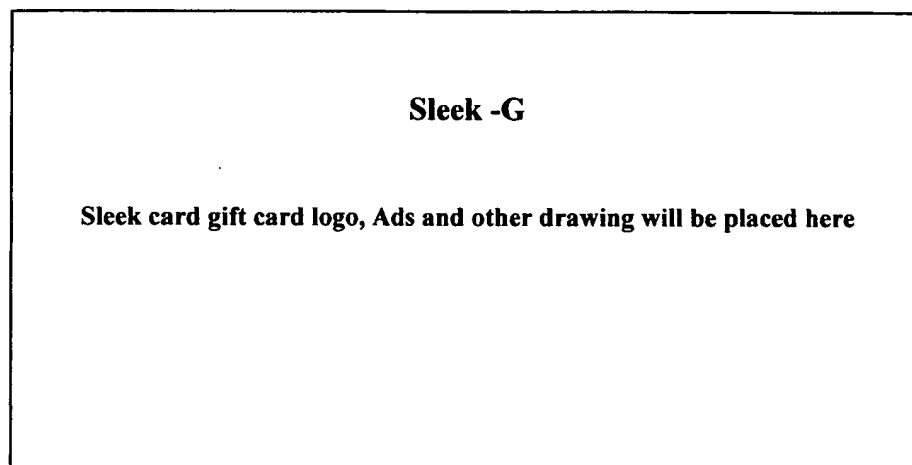 Sleek -G
Sleek card gift card logo, Ads and other drawing will be placed here